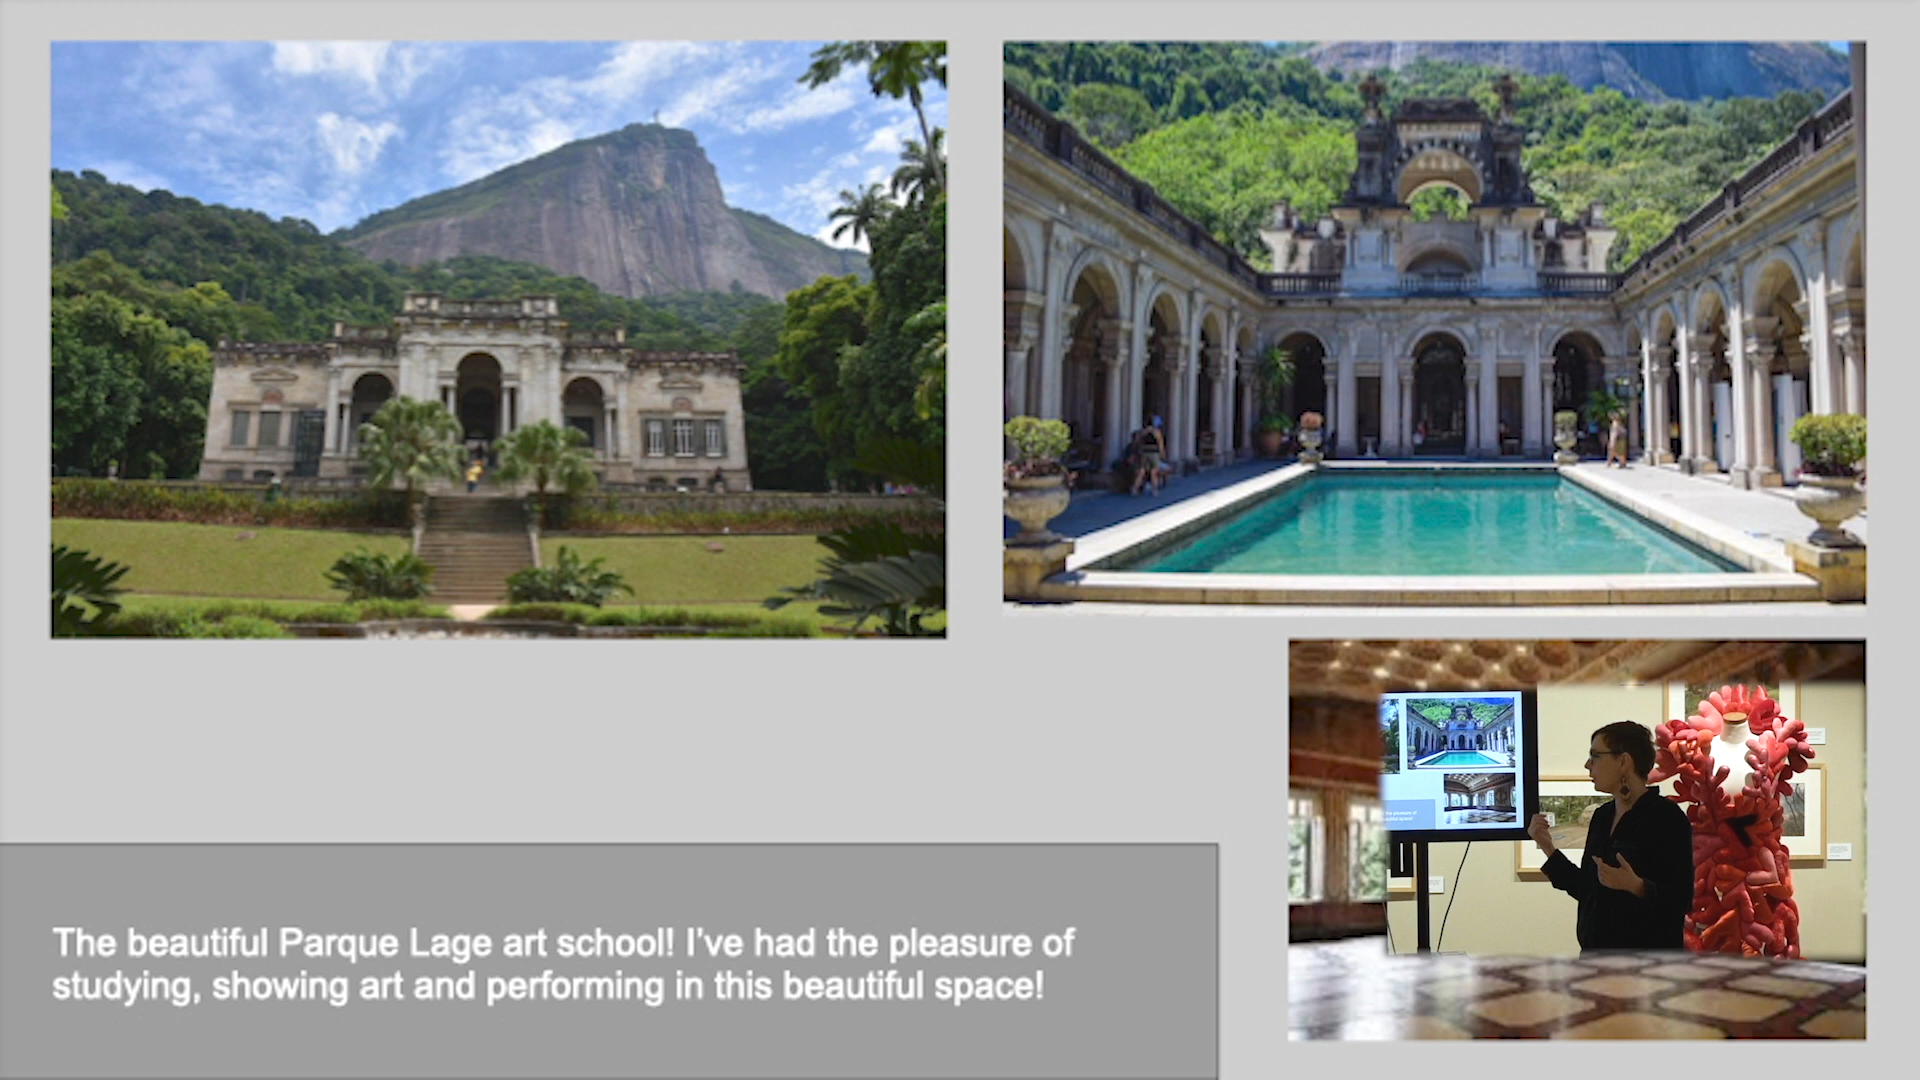 The beautiful Parque Lage art school! I've had the pleasure of
studying, showing art and performing in this beautiful space!